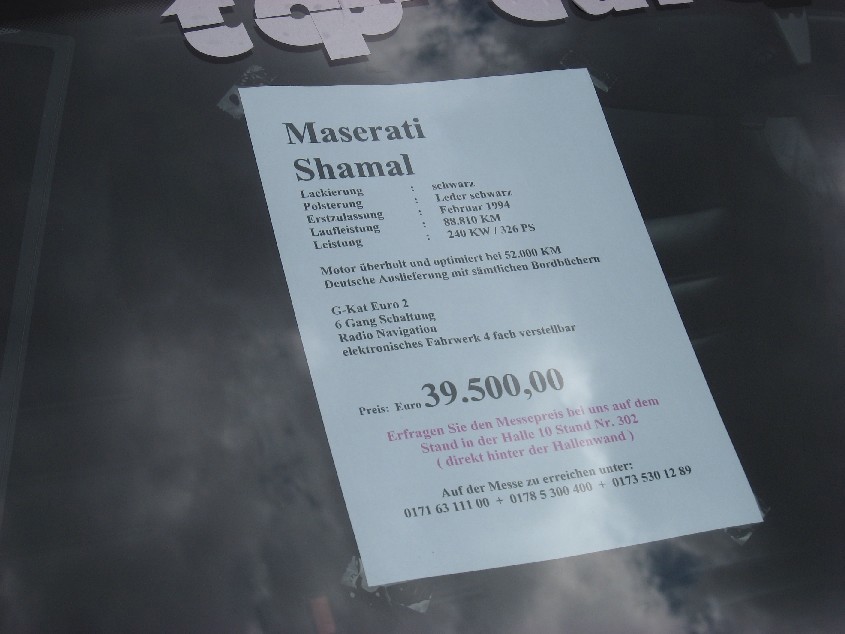 top car
Maserati
Shamal
Lackierung : schwarz
Polsterung : Leder schwarz
Erstzulassung : Februar 1994
Laufleistung : 88.810 KM
Leistung : 240 KW / 326 PS
Motor überholt und optimiert bei 52.000 KM
Deutsche Auslieferung mit sämtlichen Bordbüchern
G-Kat Euro 2
6 Gang Schaltung
Radio Navigation
elektronisches Fahrwerk 4 fach verstellbar
Preis: Euro 39.500,00
Erfragen Sie den Messepreis bei uns auf dem
Stand in der Halle 10 Stand Nr. 302
( direkt hinter der Hallenwand )
Auf der Messe zu erreichen unter:
0171 63 111 00 + 0178 5 300 400 + 0173 530 12 89